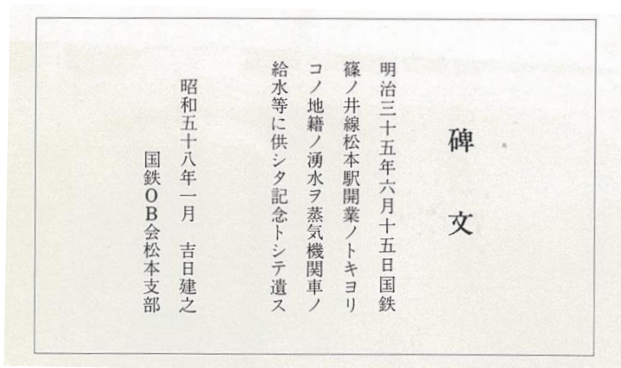 碑文
明治三十五年六月十五日国鉄
篠ノ井線松本駅開業ノトキヨリ
コノ地籍ノ湧水ヲ蒸気機関車ノ
給水等に供シタ記念トシテ遺ス
昭和五十八年一月　吉日建之
国鉄OB会松本支部